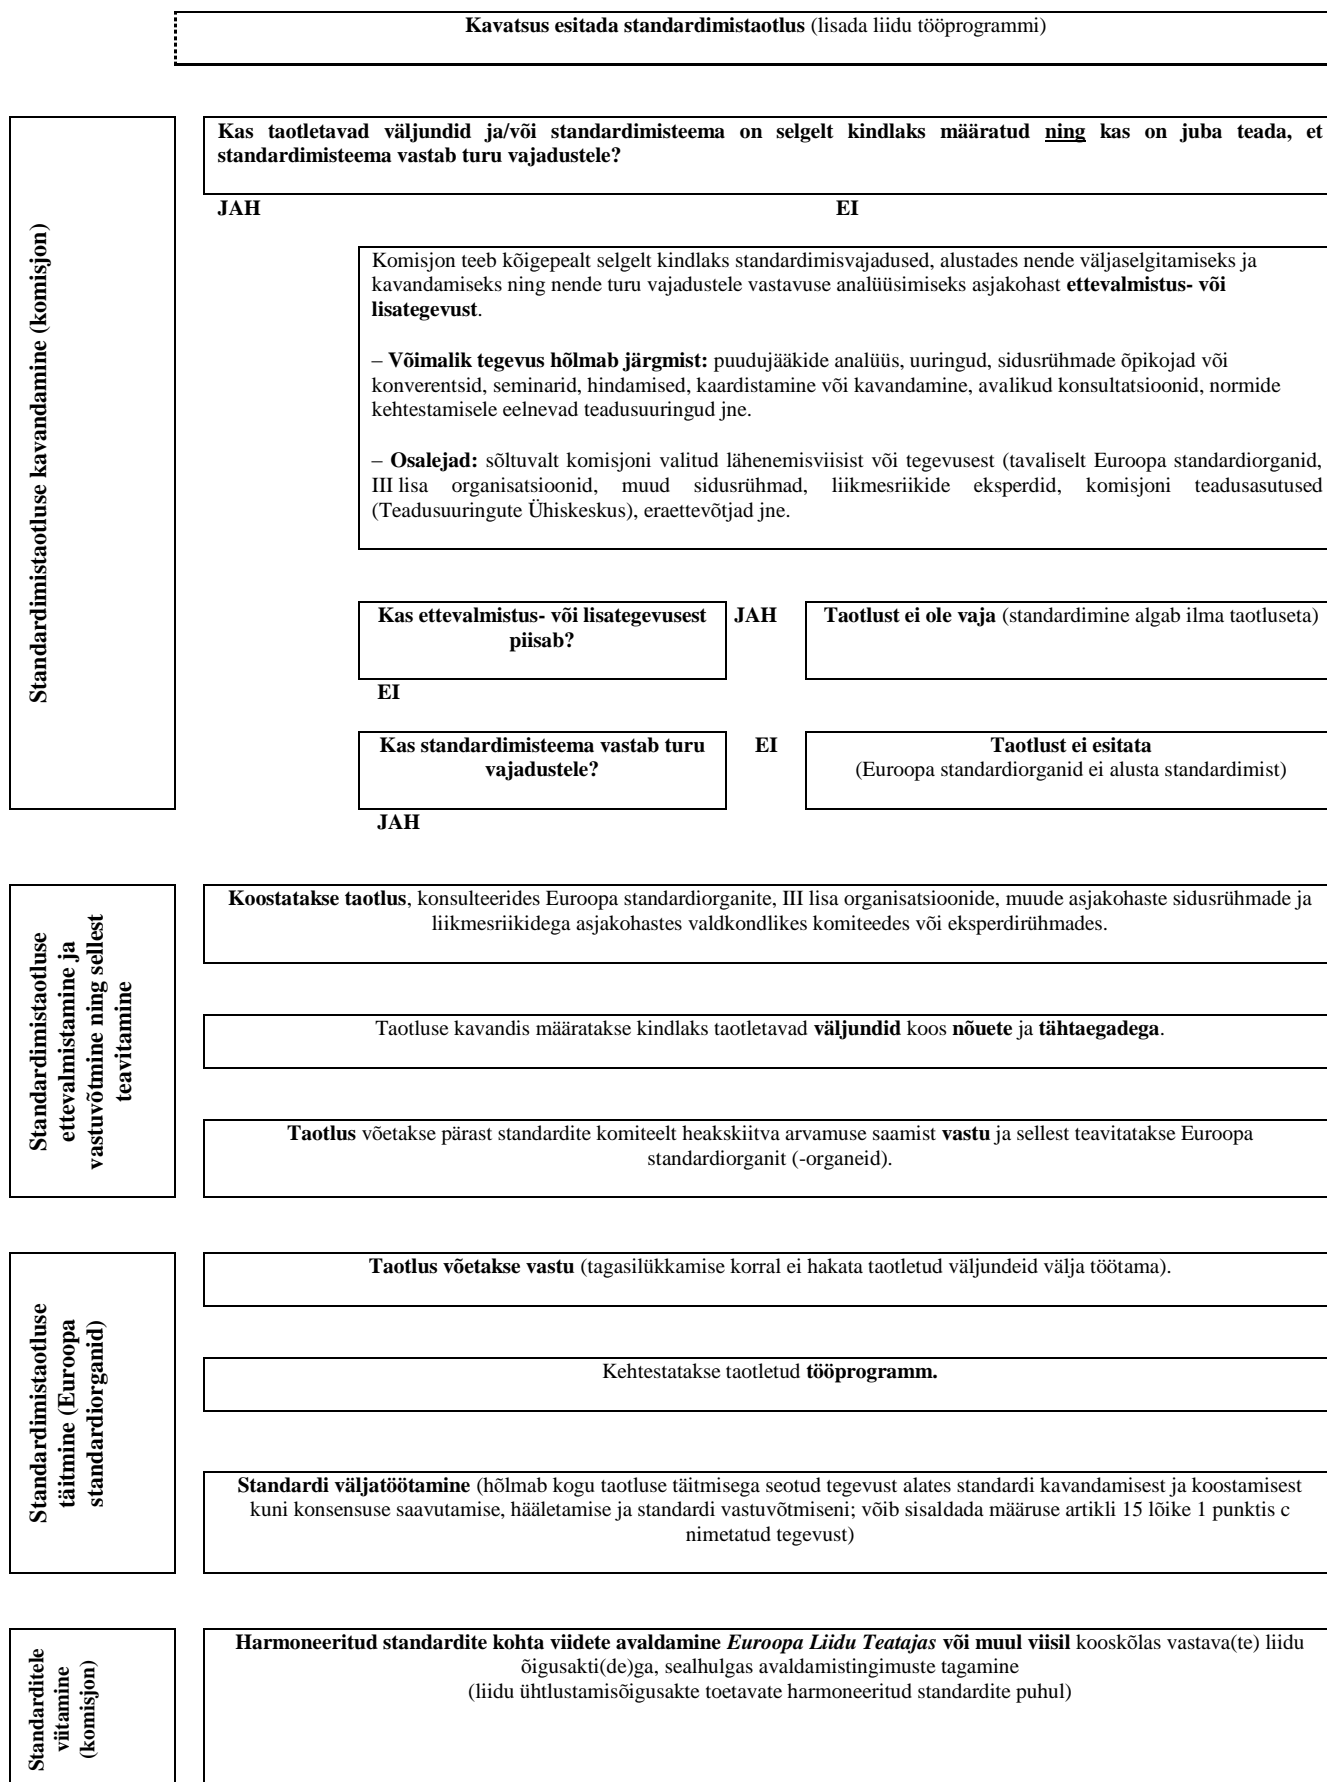 Kavatsus esitada standardimistaotlus (lisada liidu tööprogrammi)
Standardimistaotluse kavandamine (komisjon)
Kas taotletavad väljundid ja/või standardimisteema on selgelt kindlaks määratud ning kas on juba teada, et
standardimisteema vastab turu vajadustele?
JAH EI
Komisjon teeb kõigepealt selgelt kindlaks standardimisvajadused, alustades nende väljaselgitamiseks ja
kavandamiseks ning nende turu vajadustele vastavuse analüüsimiseks asjakohast ettevalmistus- või
lisategevust.
– Võimalik tegevus hõlmab järgmist: puudujääkide analüüs, uuringud, sidusrühmade õpikojad või
konverentsid, seminarid, hindamised, kaardistamine või kavandamine, avalikud konsultatsioonid, normide
kehtestamisele eelnevad teadusuuringud jne.
– Osalejad: sõltuvalt komisjoni valitud lähenemisviisist või tegevusest (tavaliselt Euroopa standardiorganid,
III lisa organisatsioonid, muud sidusrühmad, liikmesriikide eksperdid, komisjoni teadusasutused
(Teadusuuringute Ühiskeskus), eraettevõtjad jne.
Kas ettevalmistus- või lisategevusest
piisab?
JAH
Taotlust ei ole vaja (standardimine algab ilma taotluseta)
EI
Kas standardimisteema vastab turu
vajadustele?
EI
Taotlust ei esitata
(Euroopa standardiorganid ei alusta standardimist)
JAH
Standardimistaotluse
ettevalmistamine ja
vastuvõtmine ning sellest
teavitamine
Koostatakse taotlus, konsulteerides Euroopa standardiorganite, III lisa organisatsioonide, muude asjakohaste sidusrühmade ja
liikmesriikidega asjakohastes valdkondlikes komiteedes või eksperdirühmades.
Taotluse kavandis määratakse kindlaks taotletavad väljundid koos nõuete ja tähtaegadega.
Taotlus võetakse pärast standardite komiteelt heakskiitva arvamuse saamist vastu ja sellest teavitatakse Euroopa
standardiorganit (-organeid).
Standardimistaotluse
täitmine (Euroopa
standardiorganid)
Taotlus võetakse vastu (tagasilükkamise korral ei hakata taotletud väljundeid välja töötama).
Kehtestatakse taotletud tööprogramm.
Standardi väljatöötamine (hõlmab kogu taotluse täitmisega seotud tegevust alates standardi kavandamisest ja koostamisest
kuni konsensuse saavutamise, hääletamise ja standardi vastuvõtmiseni; võib sisaldada määruse artikli 15 lõike 1 punktis c
nimetatud tegevust)
Standarditele
viitamine
(komisjon)
Harmoneeritud standardite kohta viidete avaldamine Euroopa Liidu Teatajas või muul viisil kooskõlas vastava(te) liidu
õigusakti(de)ga, sealhulgas avaldamistingimuste tagamine
(liidu ühtlustamisõigusakte toetavate harmoneeritud standardite puhul)